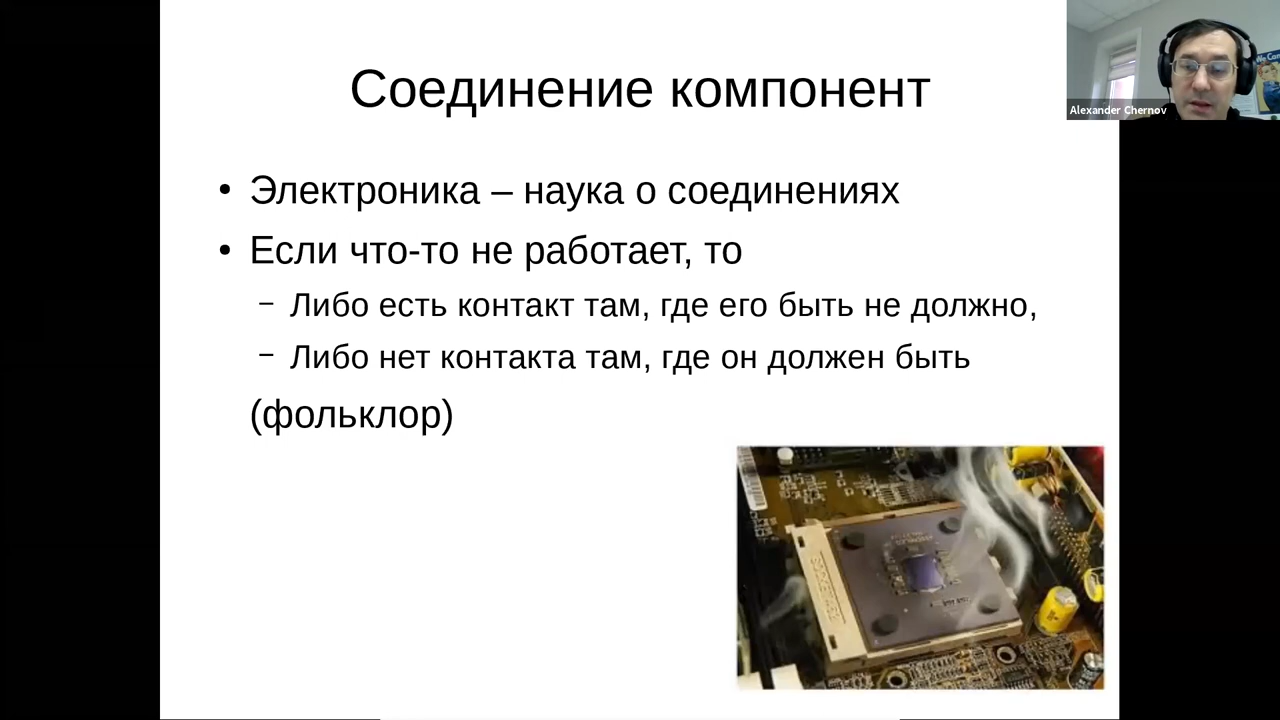 Соединение компонент
Alexander Chernov
• Электроника – наука о соединениях
• Если что-то не работает, то
– Либо есть контакт там, где его быть не должно,
– Либо нет контакта там, где он должен быть
(фольклор)